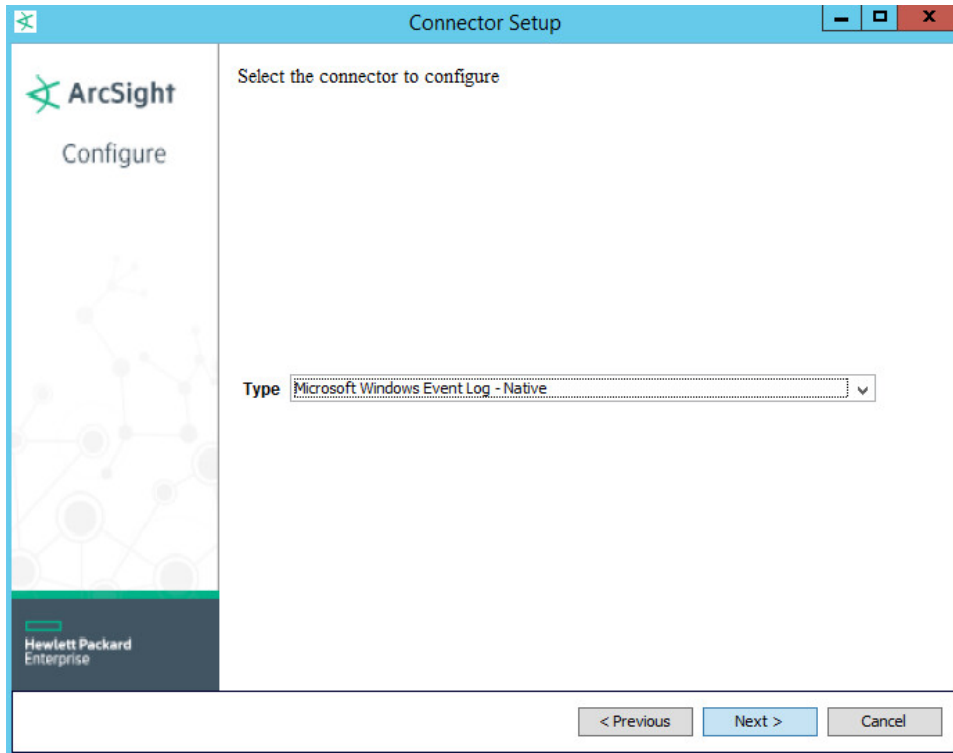 Connector Setup
ArcSight
Configure
Select the connector to configure
Type Microsoft Windows Event Log - Native
Hewlett Packard
Enterprise
< Previous Next > Cancel